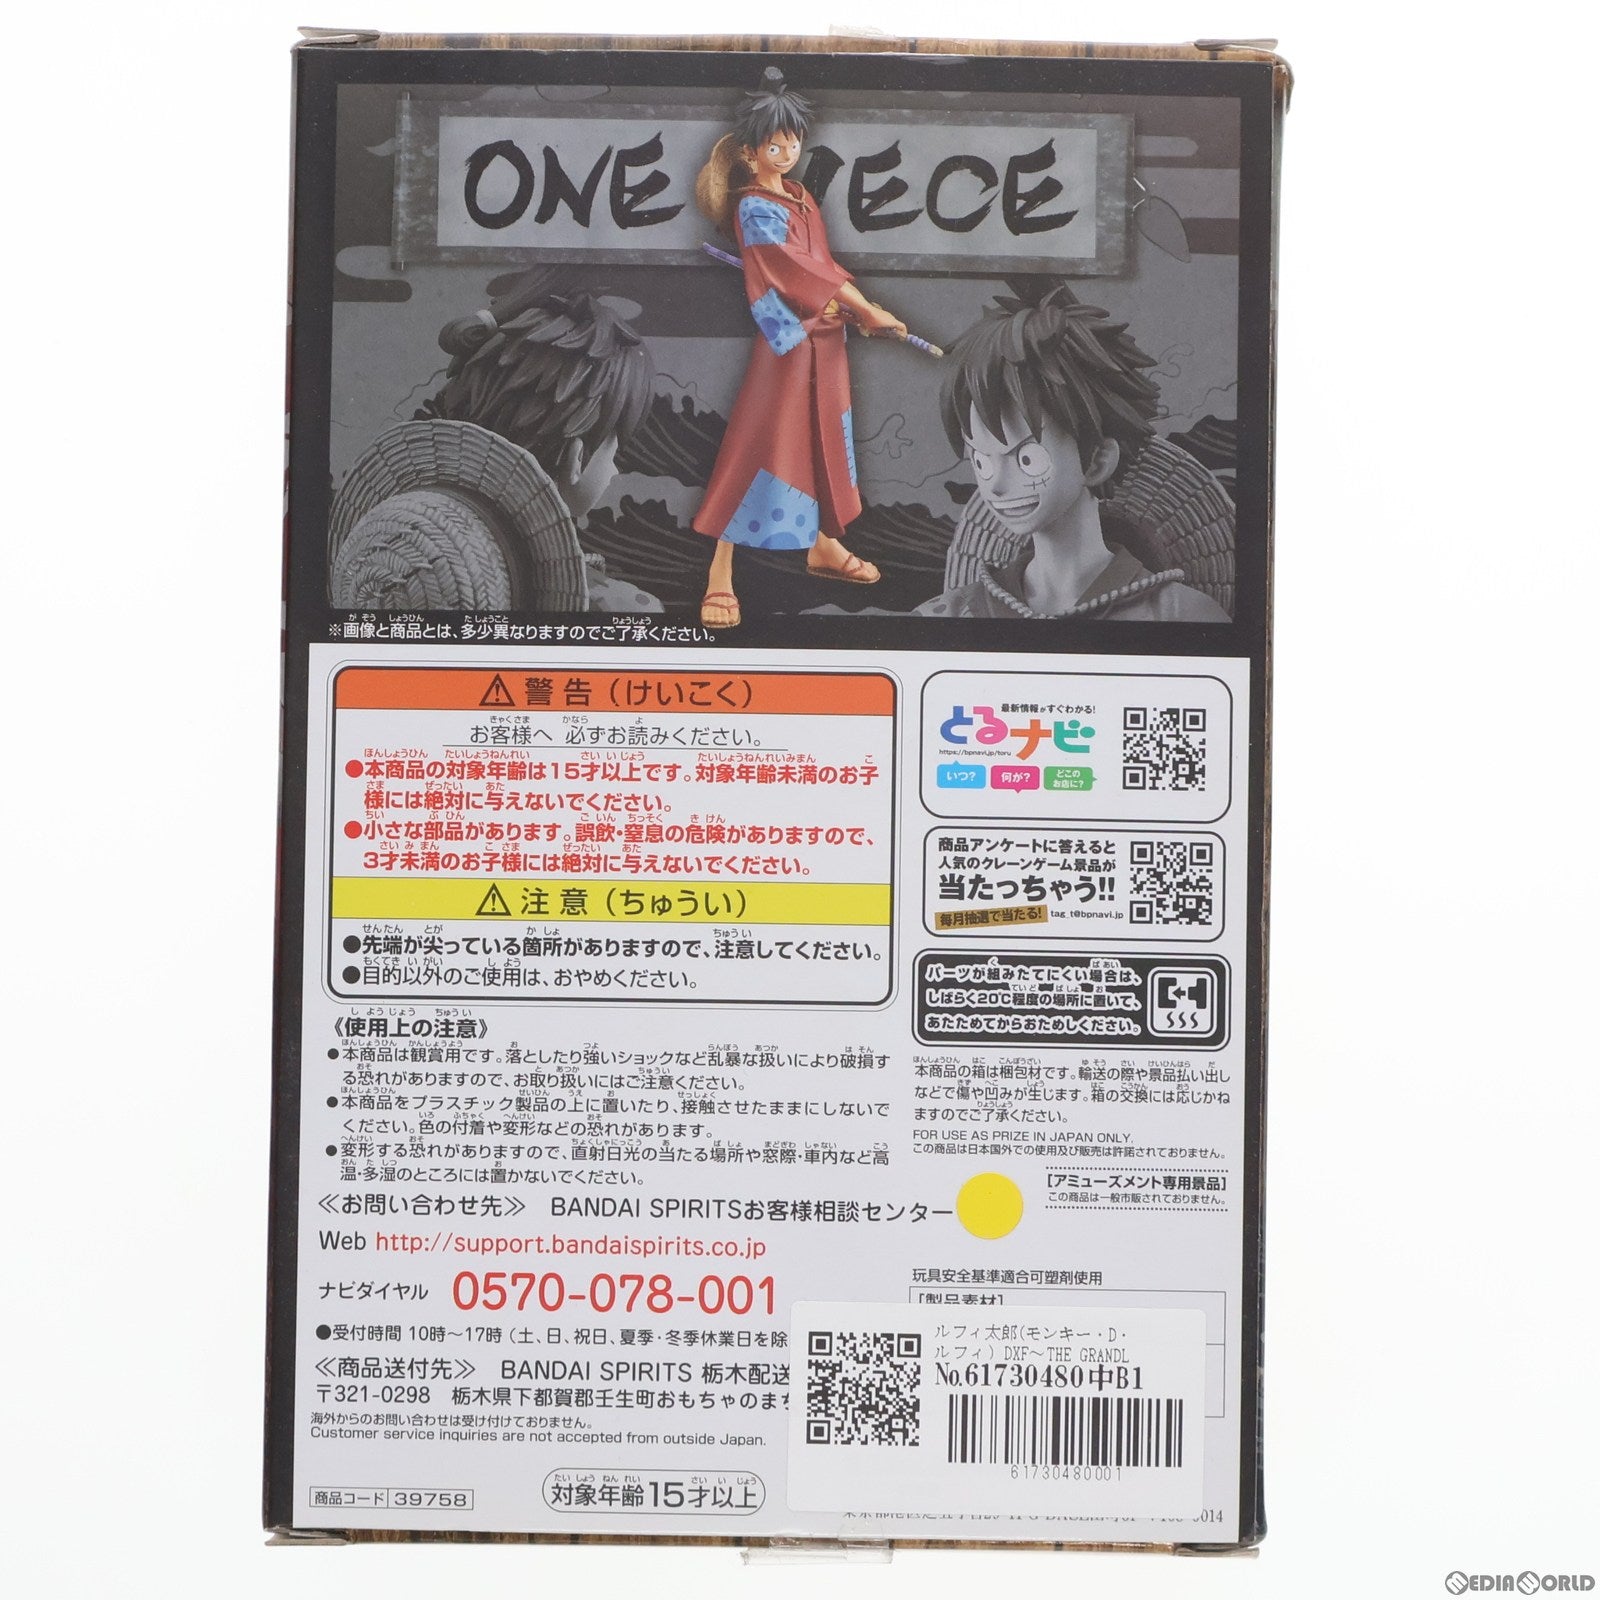 ONE PIECE
※画像と商品とは、多少異なりますのでご了承ください。
警告（けいこく）
お客様へ 必ずお読みください。
●本商品の対象年齢は15才以上です。対象年齢未満のお子
様には絶対に与えないでください。
●小さな部品があります。誤飲・窒息の危険がありますので、
3才未満のお子様には絶対に与えないでください。
注意（ちゅうい）
●先端が尖っている箇所がありますので、注意してください。
●目的以外のご使用は、おやめください。
《使用上の注意》
●本商品は観賞用です。落としたり強いショックなど乱暴な扱いにより破損す
る恐れがありますので、お取り扱いにはご注意ください。
●本商品をプラスチック製品の上に置いたり、接触させたままにしないで
ください。色の付着や変形などの恐れがあります。
●変形する恐れがありますので、直射日光の当たる場所や窓際・車内など高
温・多湿のところには置かないでください。
≪お問い合わせ先≫ BANDAI SPIRITSお客様相談センター
Web http://support.bandaispirits.co.jp
ナビダイヤル 0570-078-001
●受付時間 10時～17時（土、日、祝日、夏季・冬季休業日を除
≪商品送付先≫ BANDAI SPIRITS 栃木配送
〒321-0298 栃木県下都賀郡壬生町おもちゃのまち
海外からのお問い合わせは受け付けておりません。
Customer service inquiries are not accepted from outside Japan.
商品コード 39758
対象年齢15才以上
最新情報がすぐわかる!
とるナビ
https://bpnavi.jp/toru
いつ? 何が? どこのお店に?
商品アンケートに答えると
人気のクレーンゲーム景品が
当たっちゃう!!
毎月抽選で当たる! tag_t@bpnavi.jp
パーツが組みたてにくい場合は、
しばらく20℃程度の場所に置いて、
あたためてからおためしください。
本商品の箱は梱包材です。輸送の際や景品払い出し
などで傷や凹みが生じます。箱の交換には応じかね
ますのでご了承ください。
FOR USE AS PRIZE IN JAPAN ONLY.
この商品は日本国外での使用及び販売は許諾されておりません。
[アミューズメント専用景品]
この商品は一般市販されておりません。
玩具安全基準適合可塑剤使用
[製品素材]
ルフィ太郎(モンキー・D・
ルフィ) DXF～THE GRANDL
No.61730480中B1
61730480001
MEDIAWORLD